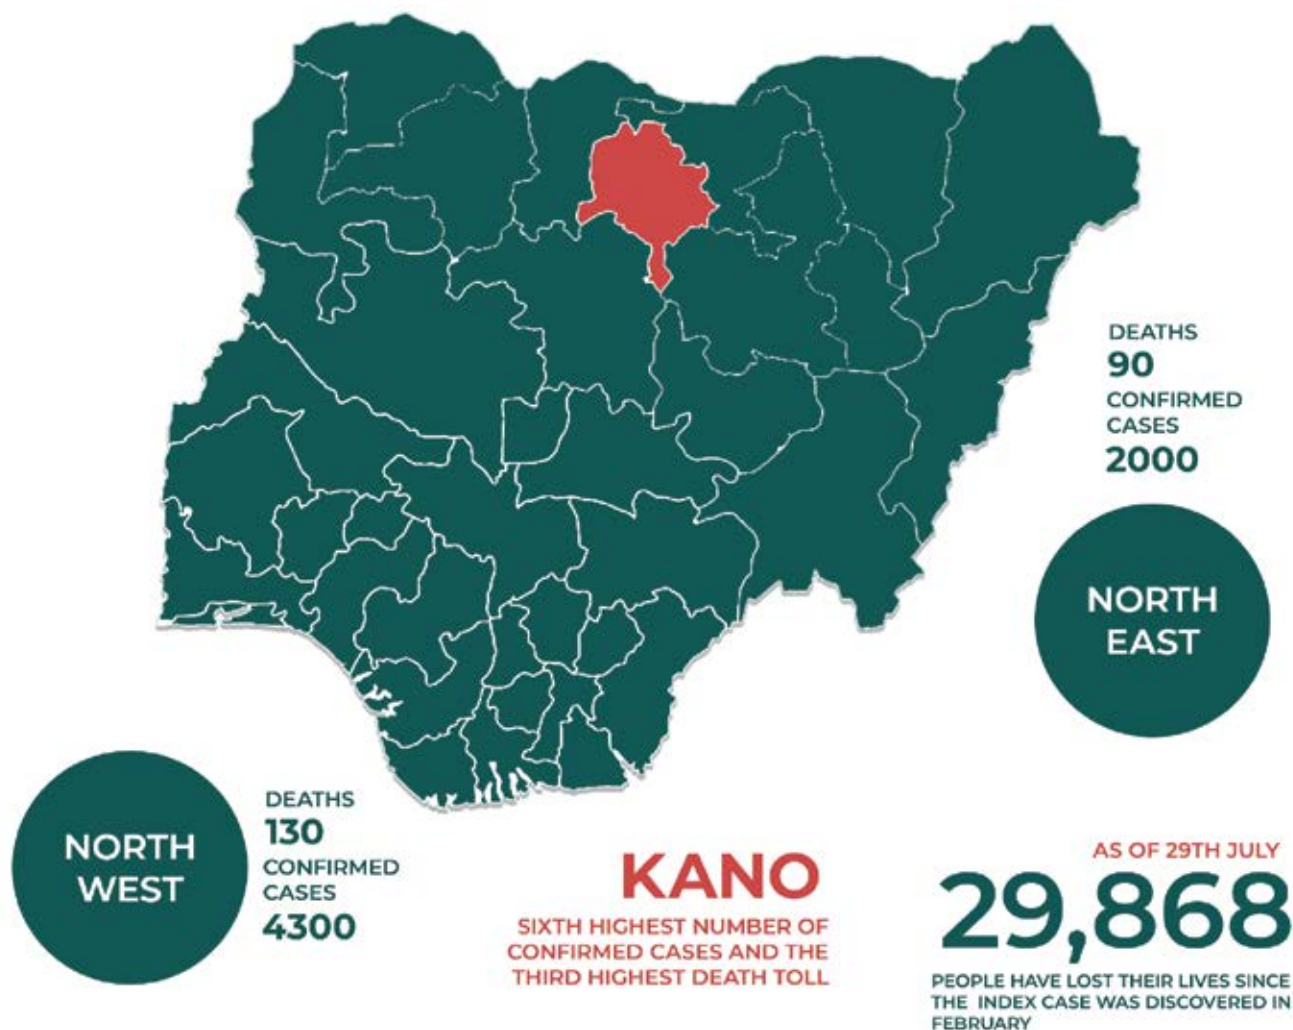 DEATHS
90
CONFIRMED
CASES
2000
NORTH
EAST
NORTH
WEST
DEATHS
130
CONFIRMED
CASES
4300
KANO
SIXTH HIGHEST NUMBER OF
CONFIRMED CASES AND THE
THIRD HIGHEST DEATH TOLL
AS OF 29TH JULY
29,868
PEOPLE HAVE LOST THEIR LIVES SINCE
THE INDEX CASE WAS DISCOVERED IN
FEBRUARY